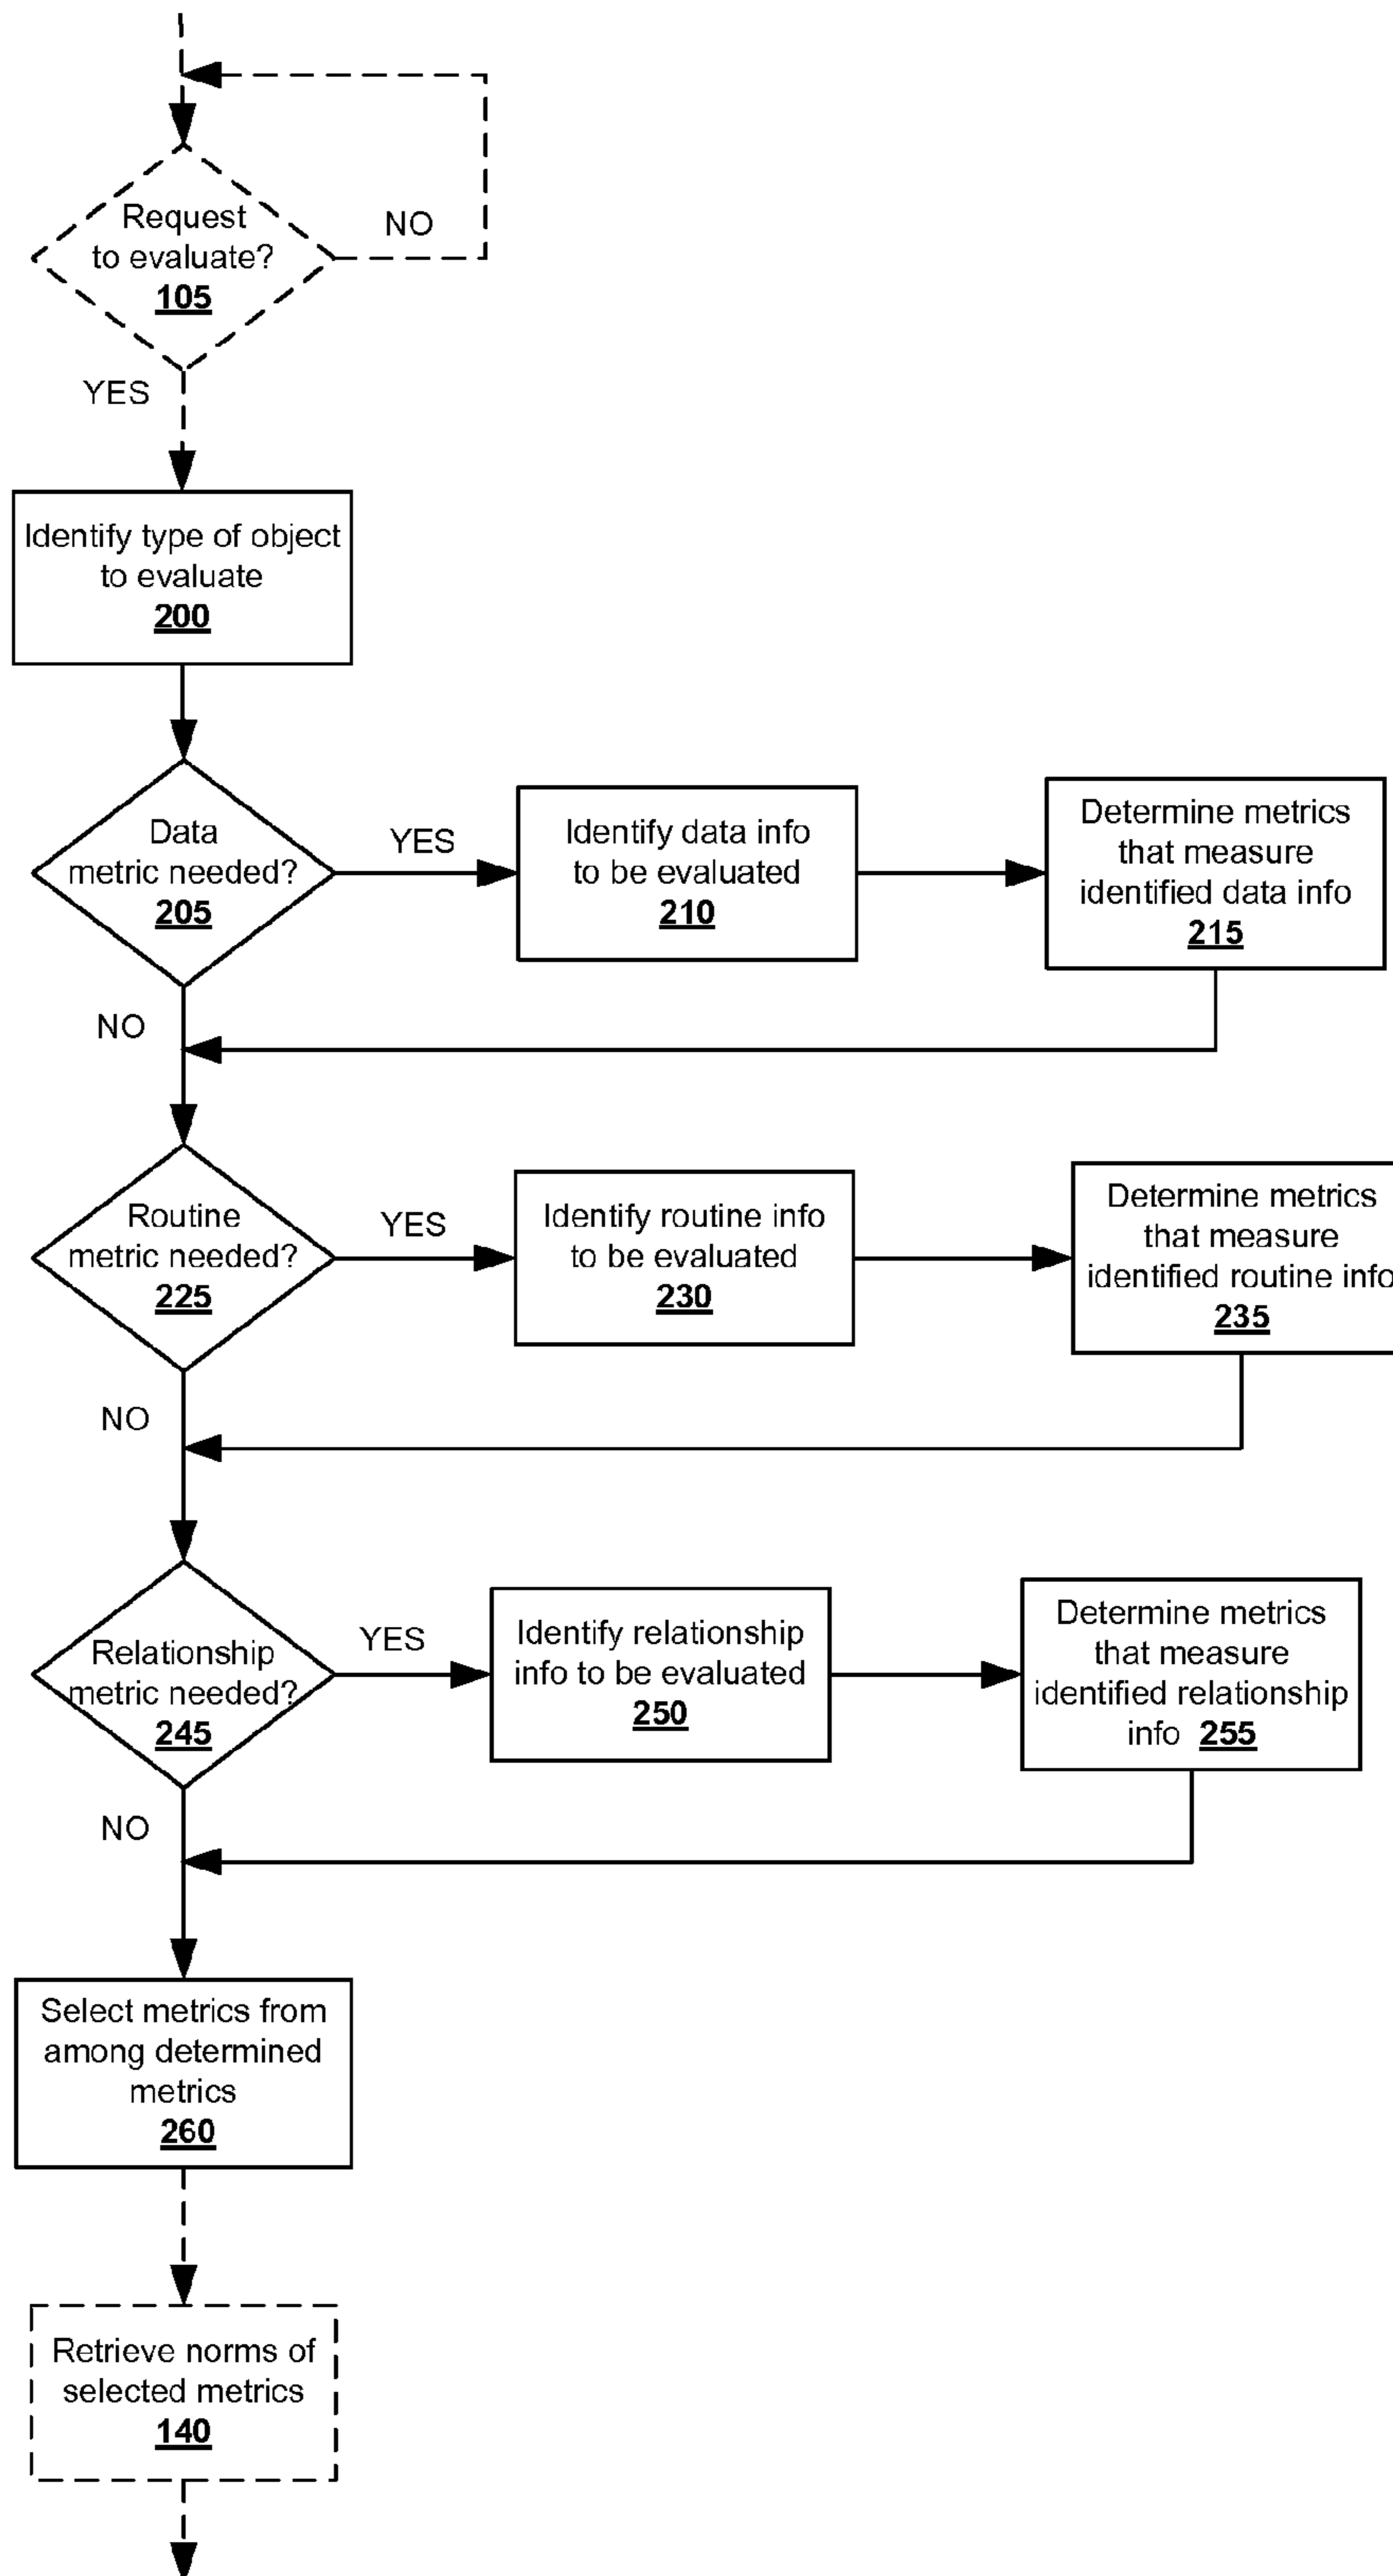 Request
to evaluate?
105
NO
YES
Identify type of object
to evaluate
200
Data
metric needed?
205
YES
Identify data info
to be evaluated
210
Determine metrics
that measure
identified data info
215
NO
Routine
metric needed?
225
YES
Identify routine info
to be evaluated
230
Determine metrics
that measure
identified routine info
235
NO
Relationship
metric needed?
245
YES
Identify relationship
info to be evaluated
250
Determine metrics
that measure
identified relationship
info 255
NO
Select metrics from
among determined
metrics
260
Retrieve norms of
selected metrics
140